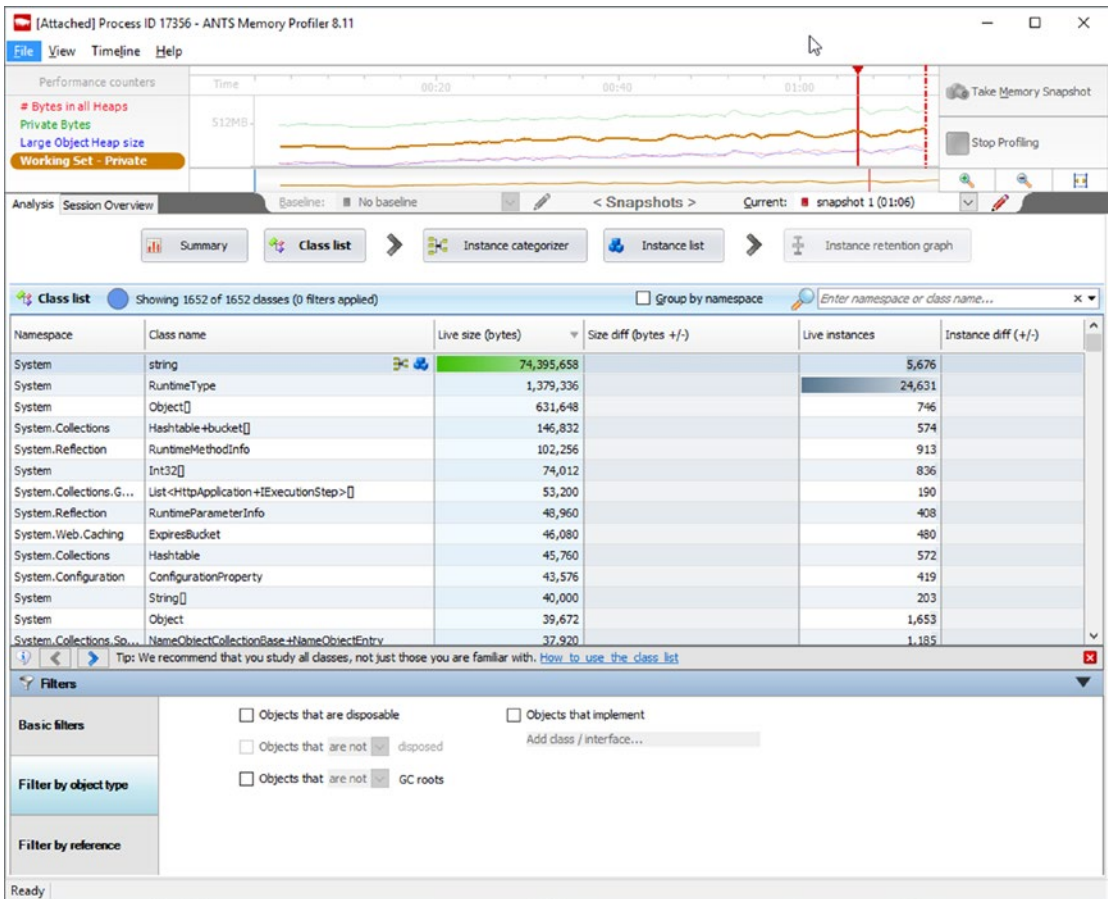 [Attached] Process ID 17356 - ANTS Memory Profiler 8.11
File View Timeline Help
Performance counters
# Bytes in all Heaps
Private Bytes
Large Object Heap size
Working Set - Private
Time 00:20 00:40 01:00
512MB
Take Memory Snapshot
Stop Profiling
Analysis Session Overview
Baseline: No baseline < Snapshots > Current: snapshot 1 (01:06)
Summary Class list Instance categorizer Instance list Instance retention graph
Class list Showing 1652 of 1652 classes (0 filters applied) Group by namespace Enter namespace or class name...
Namespace Class name Live size (bytes) Size diff (bytes +/-) Live instances Instance diff (+/-)
System string 74,395,658 5,676
System RuntimeType 1,379,336 24,631
System Object[] 631,648 746
System.Collections Hashtable+bucket[] 146,832 574
System.Reflection RuntimeMethodInfo 102,256 913
System Int32[] 74,012 836
System.Collections.G... List<HttpApplication+IExecutionStep>[] 53,200 190
System.Reflection RuntimeParameterInfo 48,960 408
System.Web.Caching ExpiresBucket 46,080 480
System.Collections Hashtable 45,760 572
System.Configuration ConfigurationProperty 43,576 419
System String[] 40,000 203
System Object 39,672 1,653
System.Collections.Sp... NameObjectCollectionBase+NameObjectEntry 37,920 1,185
Tip: We recommend that you study all classes, not just those you are familiar with. How to use the class list
Filters
Basic filters
Filter by object type
Filter by reference
Objects that are disposable
Objects that are not disposed
Objects that are not GC roots
Objects that implement
Add class / interface...
Ready